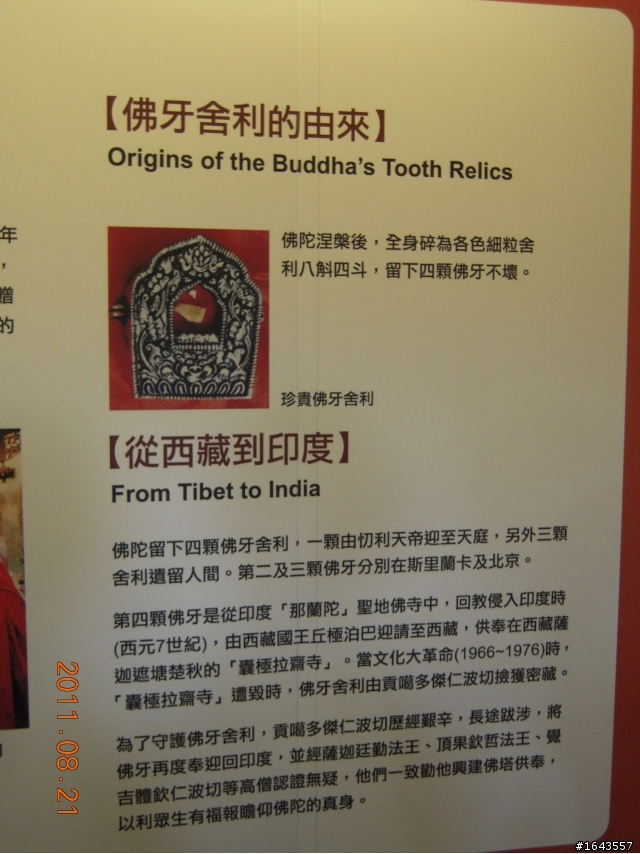 【佛牙舍利的由來】
Origins of the Buddha's Tooth Relics
佛陀涅槃後，全身碎為各色細粒舍
利八斛四斗，留下四顆佛牙不壞。
珍貴佛牙舍利
【從西藏到印度】
From Tibet to India
佛陀留下四顆佛牙舍利，一顆由忉利天帝迎至天庭，另外三顆
舍利遺留人間。第二及三顆佛牙分別在斯里蘭卡及北京。
第四顆佛牙是從印度「那蘭陀」聖地佛寺中，回教侵入印度時
(西元7世紀)，由西藏國王丘極泊巴迎請至西藏，供奉在西藏薩
迦遮塘楚秋的「囊極拉齋寺」。當文化大革命(1966~1976)時，
「囊極拉齋寺」遭毀時，佛牙舍利由貢噶多傑仁波切撿獲密藏。
為了守護佛牙舍利，貢噶多傑仁波切歷經艱辛，長途跋涉，將
佛牙再度奉迎回印度，並經薩迦廷勤法王、頂果欽哲法王、覺
吉體欽仁波切等高僧認證無疑，他們一致勸他興建佛塔供奉，
以利眾生有福報瞻仰佛陀的真身。
年
，
贈
的
2011.08.21
#1643557